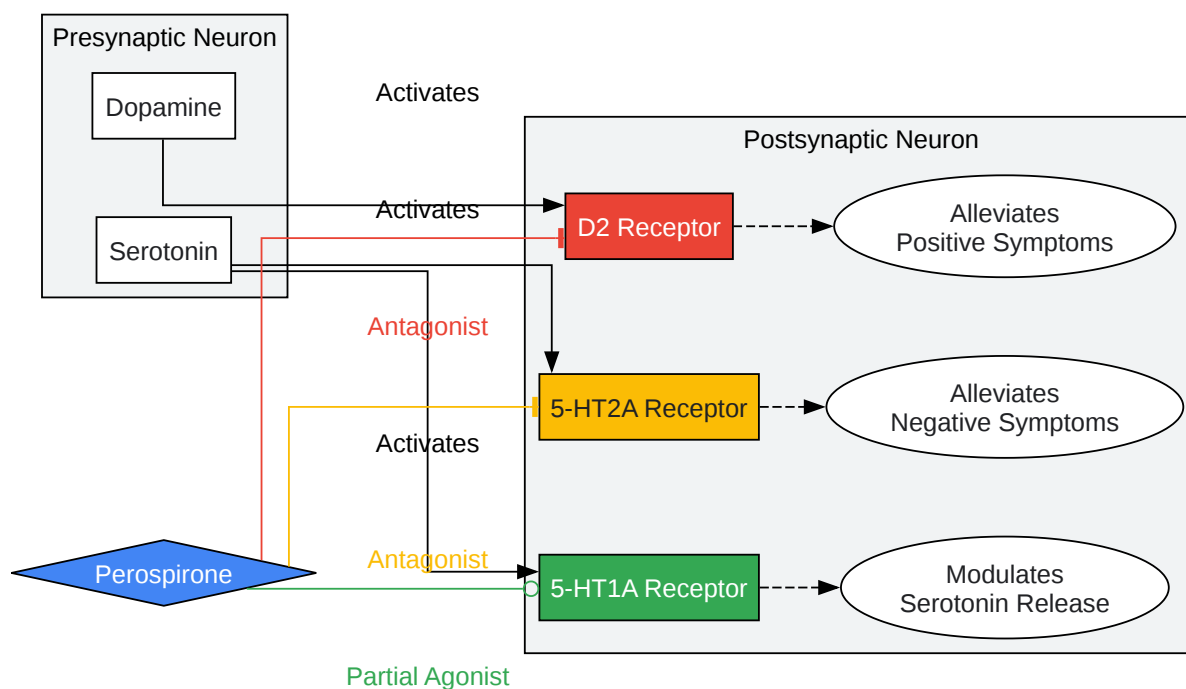 Presynaptic Neuron
Dopamine
Serotonin
Activates
Activates
Antagonist
Activates
Antagonist
Partial Agonist
Perospirone
Postsynaptic Neuron
D2 Receptor
Alleviates
Positive Symptoms
5-HT2A Receptor
Alleviates
Negative Symptoms
5-HT1A Receptor
Modulates
Serotonin Release